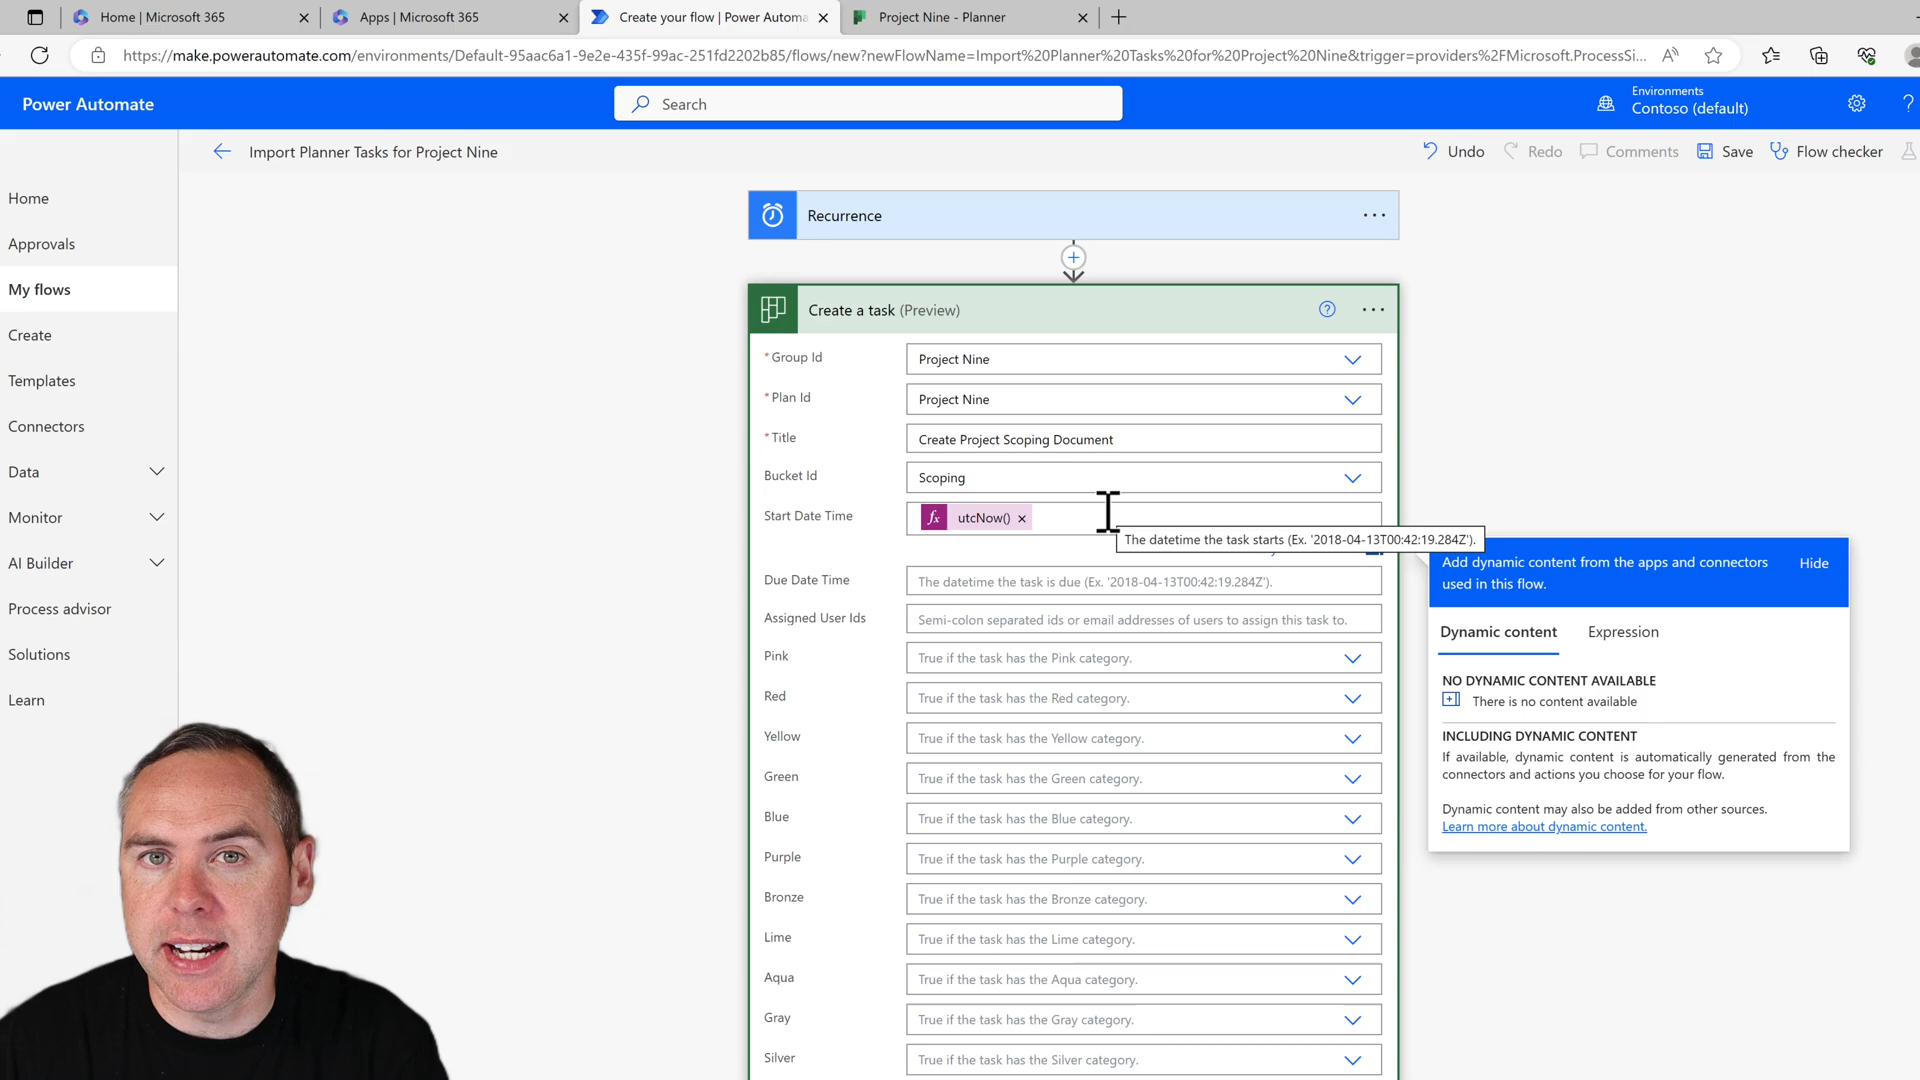 Home | Microsoft 365
Apps | Microsoft 365
Create your flow | Power Automa
Project Nine - Planner
https://make.powerautomate.com/environments/Default-95aac6a1-9e2e-435f-99ac-251fd2202b85/flows/new?newFlowName=Import%20Planner%20Tasks%20for%20Project%20Nine&trigger=providers%2FMicrosoft.ProcessSi...
Power Automate
Search
Environments
Contoso (default)
Import Planner Tasks for Project Nine
Undo
Redo
Comments
Save
Flow checker
Home
Approvals
My flows
Create
Templates
Connectors
Data
Monitor
AI Builder
Process advisor
Solutions
Learn
Recurrence
Create a task (Preview)
* Group Id
Project Nine
* Plan Id
Project Nine
* Title
Create Project Scoping Document
Bucket Id
Scoping
Start Date Time
fx utcNow() ×
The datetime the task starts (Ex. '2018-04-13T00:42:19.284Z').
Due Date Time
The datetime the task is due (Ex. '2018-04-13T00:42:19.284Z').
Assigned User Ids
Semi-colon separated ids or email addresses of users to assign this task to.
Pink
True if the task has the Pink category.
Red
True if the task has the Red category.
Yellow
True if the task has the Yellow category.
Green
True if the task has the Green category.
Blue
True if the task has the Blue category.
Purple
True if the task has the Purple category.
Bronze
True if the task has the Bronze category.
Lime
True if the task has the Lime category.
Aqua
True if the task has the Aqua category.
Gray
True if the task has the Gray category.
Silver
True if the task has the Silver category.
Add dynamic content from the apps and connectors
used in this flow.
Hide
Dynamic content
Expression
NO DYNAMIC CONTENT AVAILABLE
There is no content available
INCLUDING DYNAMIC CONTENT
If available, dynamic content is automatically generated from the
connectors and actions you choose for your flow.
Dynamic content may also be added from other sources.
Learn more about dynamic content.